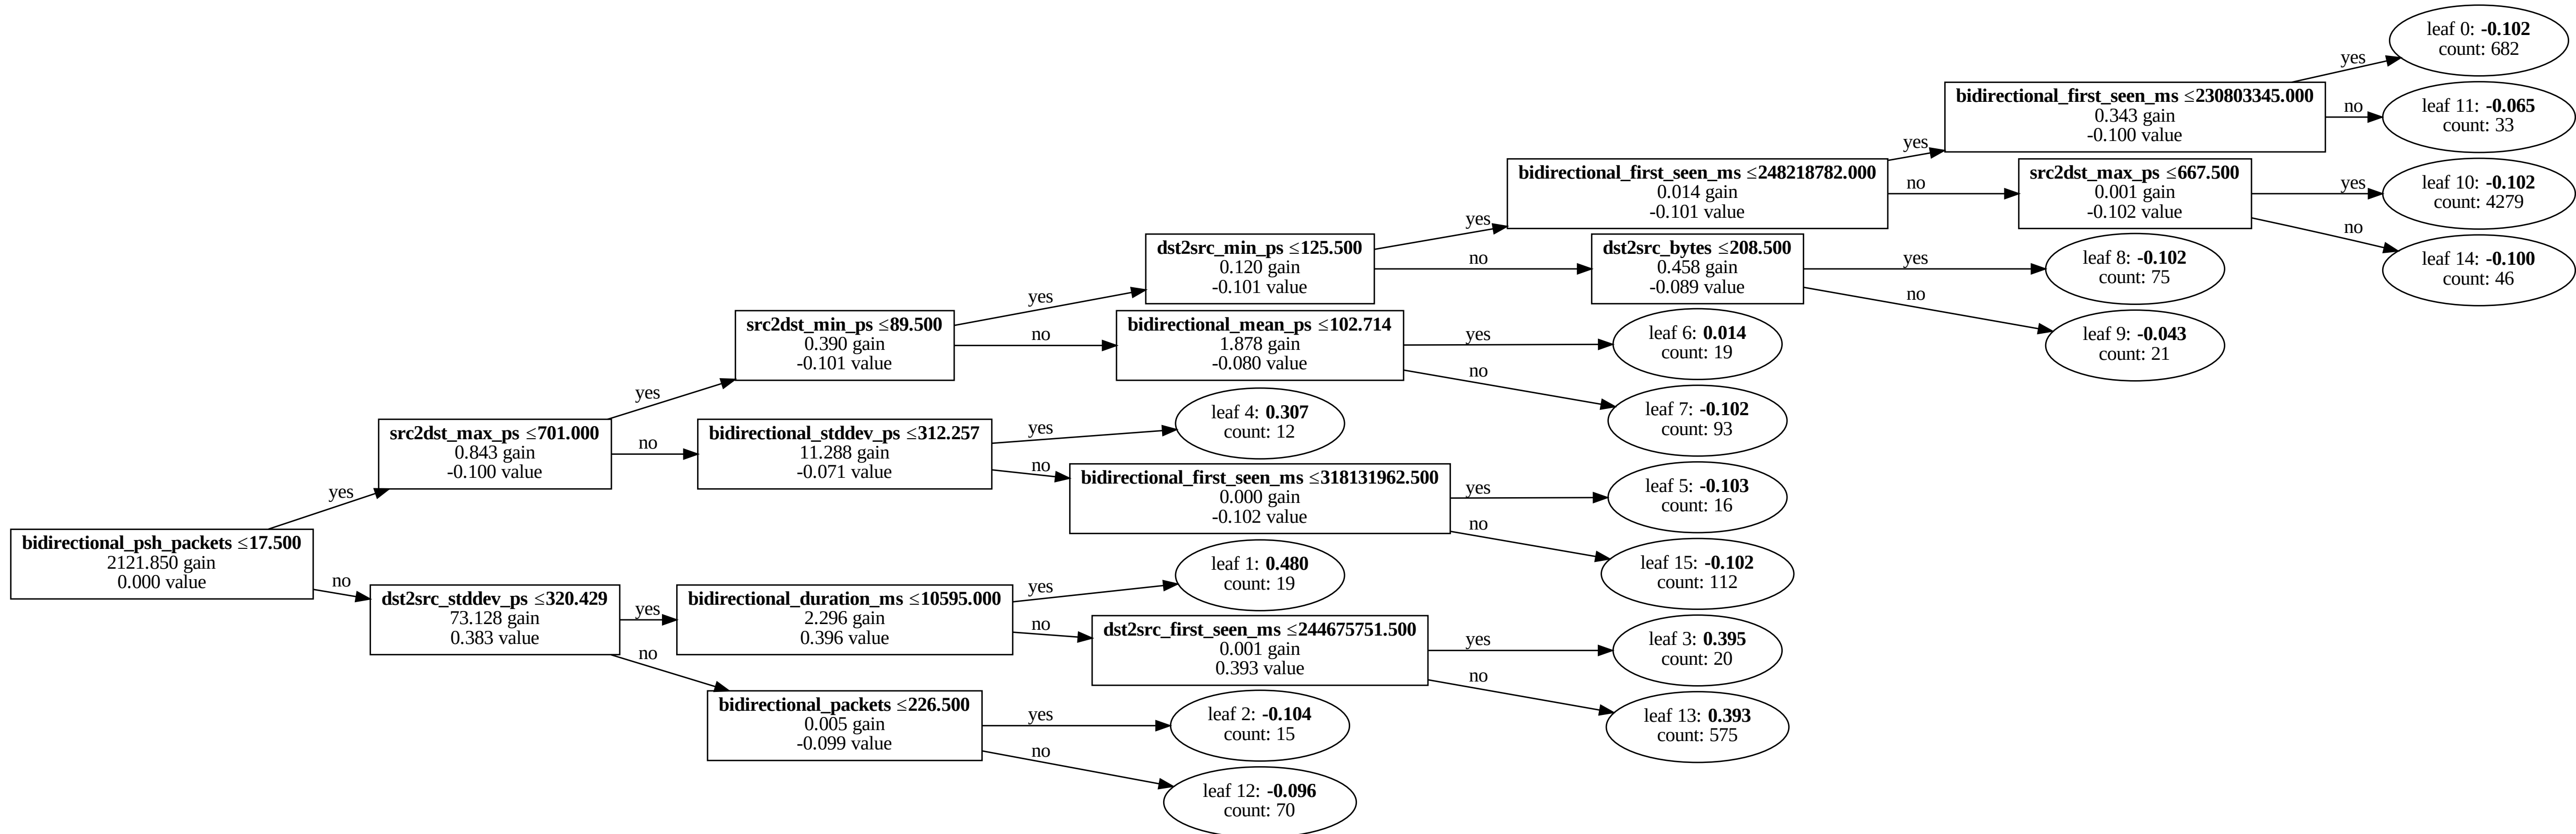 leaf 0: -0.102
count: 682
yes
bidirectional_first_seen_ms ≤230803345.000
0.343 gain
-0.100 value
no
leaf 11: -0.065
count: 33
yes
bidirectional_first_seen_ms ≤248218782.000
0.014 gain
-0.101 value
no
src2dst_max_ps ≤667.500
0.001 gain
-0.102 value
yes
leaf 10: -0.102
count: 4279
no
leaf 14: -0.100
count: 46
yes
dst2src_min_ps ≤125.500
0.120 gain
-0.101 value
no
dst2src_bytes ≤208.500
0.458 gain
-0.089 value
yes
leaf 8: -0.102
count: 75
no
leaf 9: -0.043
count: 21
yes
src2dst_min_ps ≤89.500
0.390 gain
-0.101 value
no
bidirectional_mean_ps ≤102.714
1.878 gain
-0.080 value
yes
leaf 6: 0.014
count: 19
no
leaf 7: -0.102
count: 93
yes
src2dst_max_ps ≤701.000
0.843 gain
-0.100 value
no
bidirectional_stddev_ps ≤312.257
11.288 gain
-0.071 value
yes
leaf 4: 0.307
count: 12
no
bidirectional_first_seen_ms ≤318131962.500
0.000 gain
-0.102 value
yes
leaf 5: -0.103
count: 16
no
leaf 15: -0.102
count: 112
yes
bidirectional_psh_packets ≤17.500
2121.850 gain
0.000 value
no
dst2src_stddev_ps ≤320.429
73.128 gain
0.383 value
yes
bidirectional_duration_ms ≤10595.000
2.296 gain
0.396 value
yes
leaf 1: 0.480
count: 19
no
dst2src_first_seen_ms ≤244675751.500
0.001 gain
0.393 value
yes
leaf 3: 0.395
count: 20
no
leaf 13: 0.393
count: 575
no
bidirectional_packets ≤226.500
0.005 gain
-0.099 value
yes
leaf 2: -0.104
count: 15
no
leaf 12: -0.096
count: 70